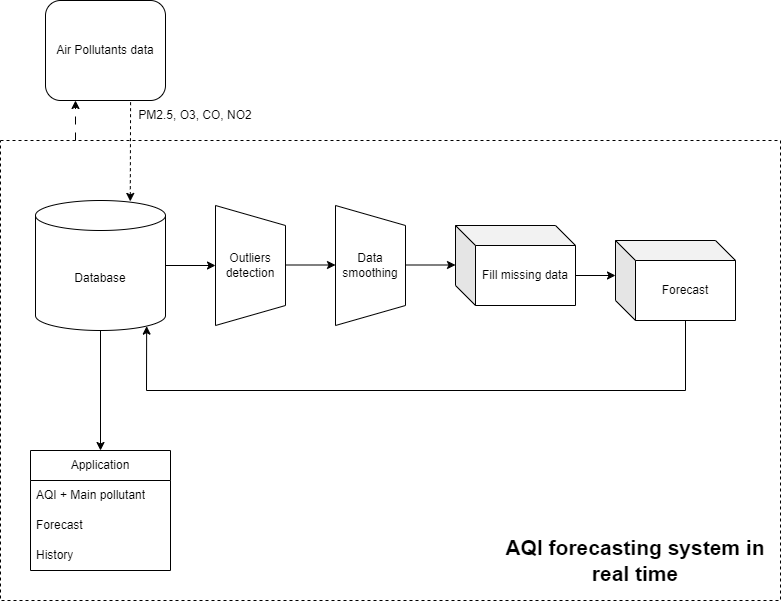 Air Pollutants data
PM2.5, O3, CO, NO2
Database
Outliers
detection
Data
smoothing
Fill missing data
Forecast
Application
AQI + Main pollutant
Forecast
History
AQI forecasting system in
real time